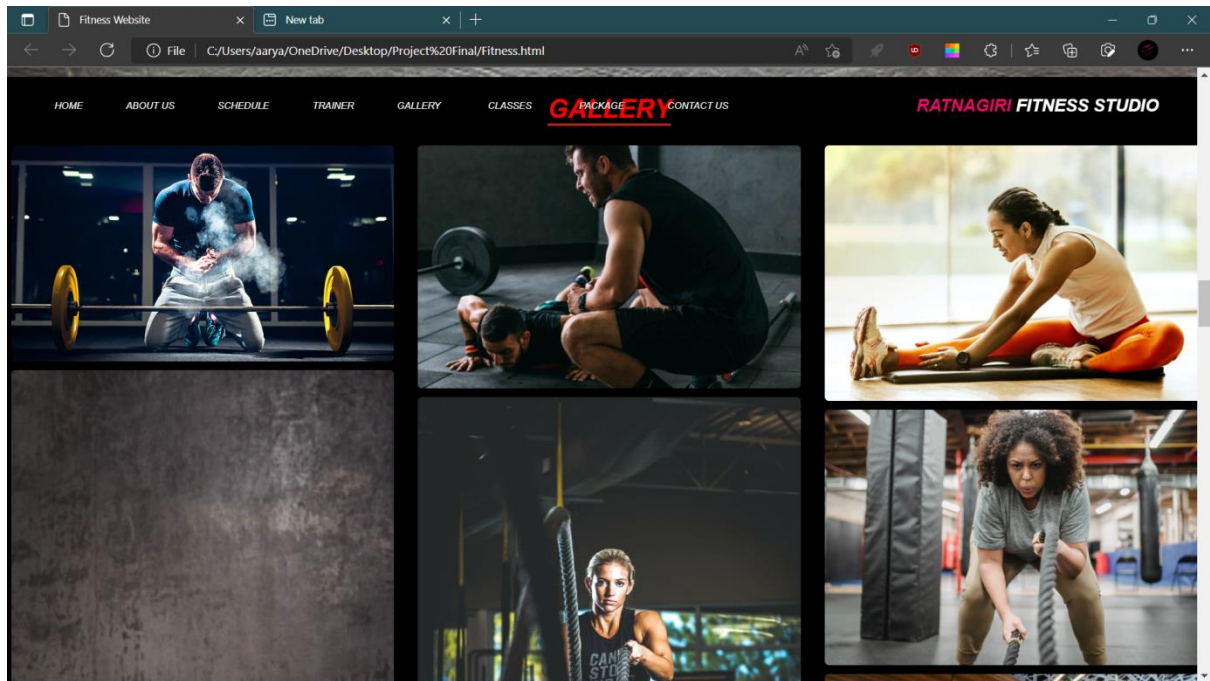 Fitness Website
New tab
File C:/Users/aarya/OneDrive/Desktop/Project%20Final/Fitness.html
HOME ABOUT US SCHEDULE TRAINER GALLERY CLASSES PACKAGE CONTACT US
GALLERY
RATNAGIRI FITNESS STUDIO